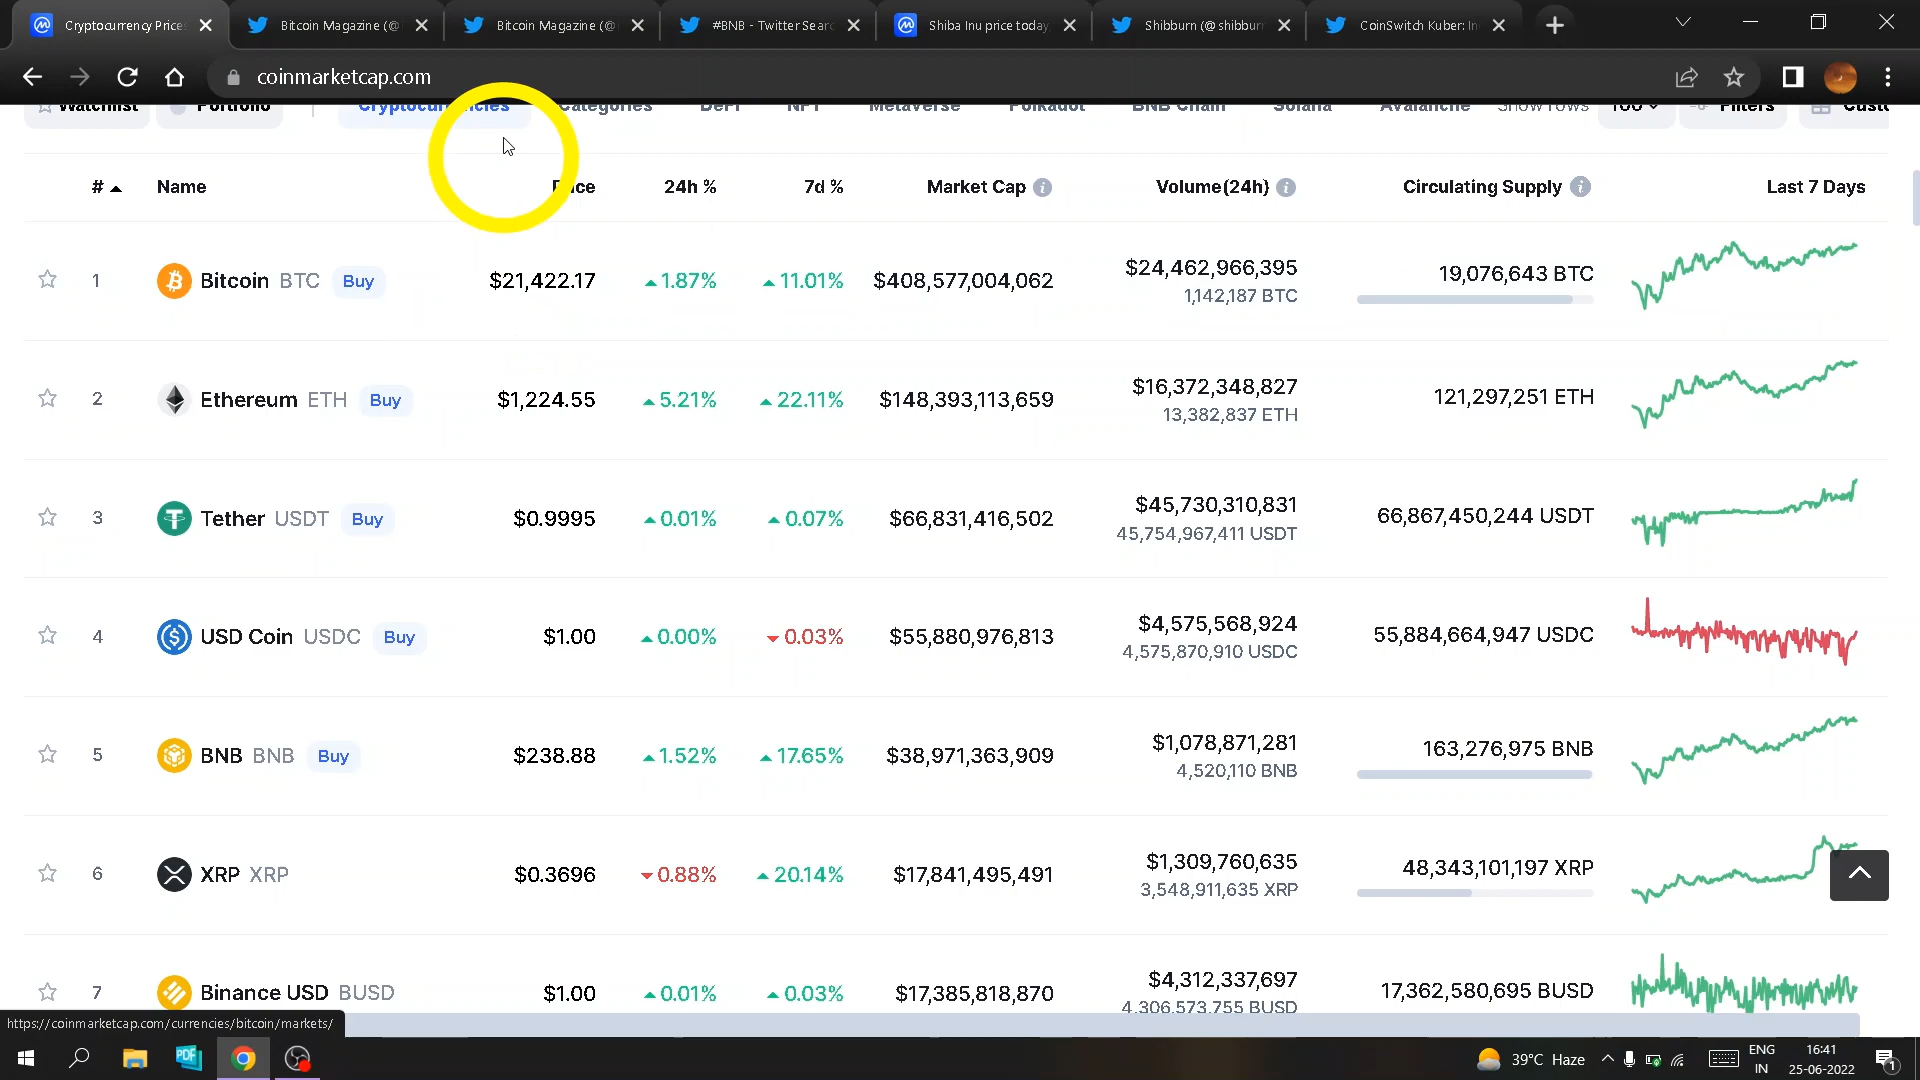 Cryptocurrency Prices
Bitcoin Magazine (@
Bitcoin Magazine (@
#BNB - Twitter Searc
Shiba Inu price today
Shibburn (@shibburn
CoinSwitch Kuber: In
coinmarketcap.com
Watchlist Portfolio Cryptocurrencies Categories DeFi NFT Metaverse Polkadot BNB Chain Solana Avalanche Show rows 100 Filters Custo
# Name Price 24h % 7d % Market Cap Volume(24h) Circulating Supply Last 7 Days
1 Bitcoin BTC Buy $21,422.17 1.87% 11.01% $408,577,004,062 $24,462,966,395 19,076,643 BTC
1,142,187 BTC
2 Ethereum ETH Buy $1,224.55 5.21% 22.11% $148,393,113,659 $16,372,348,827 121,297,251 ETH
13,382,837 ETH
3 Tether USDT Buy $0.9995 0.01% 0.07% $66,831,416,502 $45,730,310,831 66,867,450,244 USDT
45,754,967,411 USDT
4 USD Coin USDC Buy $1.00 0.00% 0.03% $55,880,976,813 $4,575,568,924 55,884,664,947 USDC
4,575,870,910 USDC
5 BNB BNB Buy $238.88 1.52% 17.65% $38,971,363,909 $1,078,871,281 163,276,975 BNB
4,520,110 BNB
6 XRP XRP $0.3696 0.88% 20.14% $17,841,495,491 $1,309,760,635 48,343,101,197 XRP
3,548,911,635 XRP
7 Binance USD BUSD $1.00 0.01% 0.03% $17,385,818,870 $4,312,337,697 17,362,580,695 BUSD
4,306,573,755 BUSD
https://coinmarketcap.com/currencies/bitcoin/markets/
39°C Haze
ENG
IN
16:41
25-06-2022
1